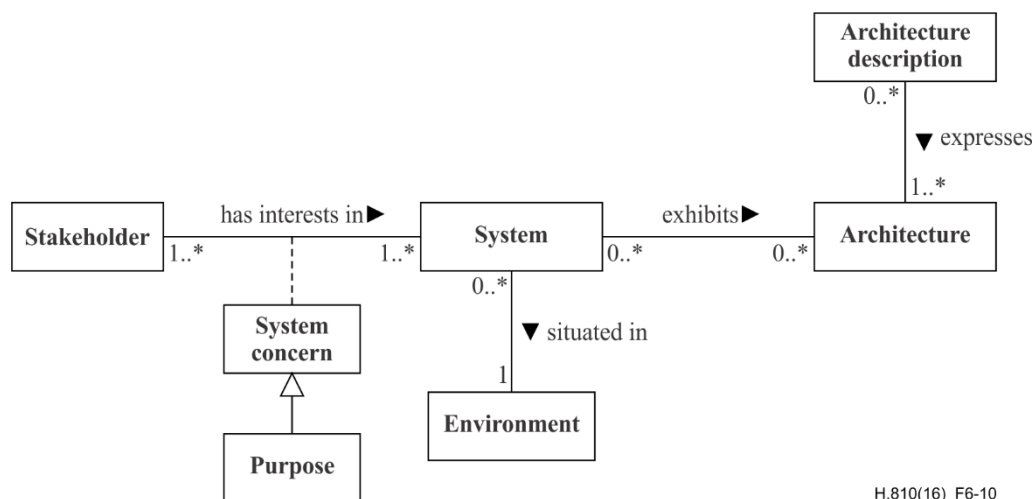 Architecture
description
0..*
▼ expresses
1..*
Stakeholder
1..*
has interests in►
1..*
System
0..*
exhibits►
0..*
Architecture
0..*
▼ situated in
1
System
concern
Environment
Purpose
H.810(16)_F6-10